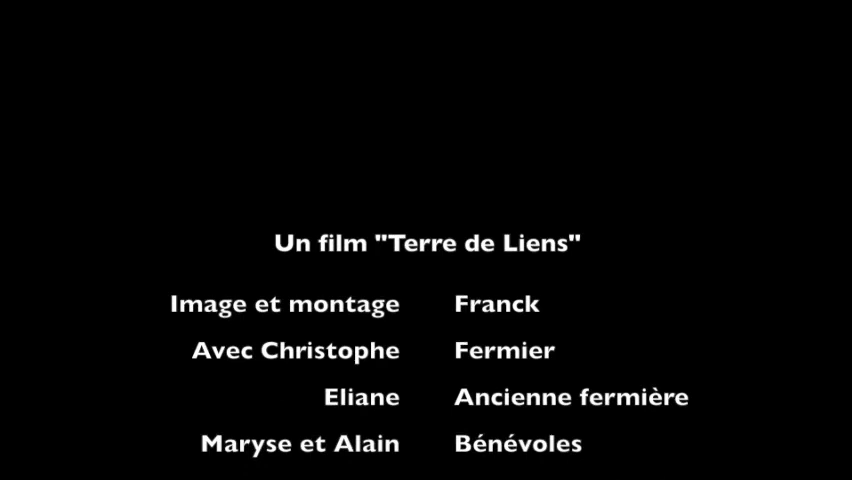 Un film "Terre de Liens"
Image et montage Franck
Avec Christophe Fermier
Eliane Ancienne fermière
Maryse et Alain Bénévoles